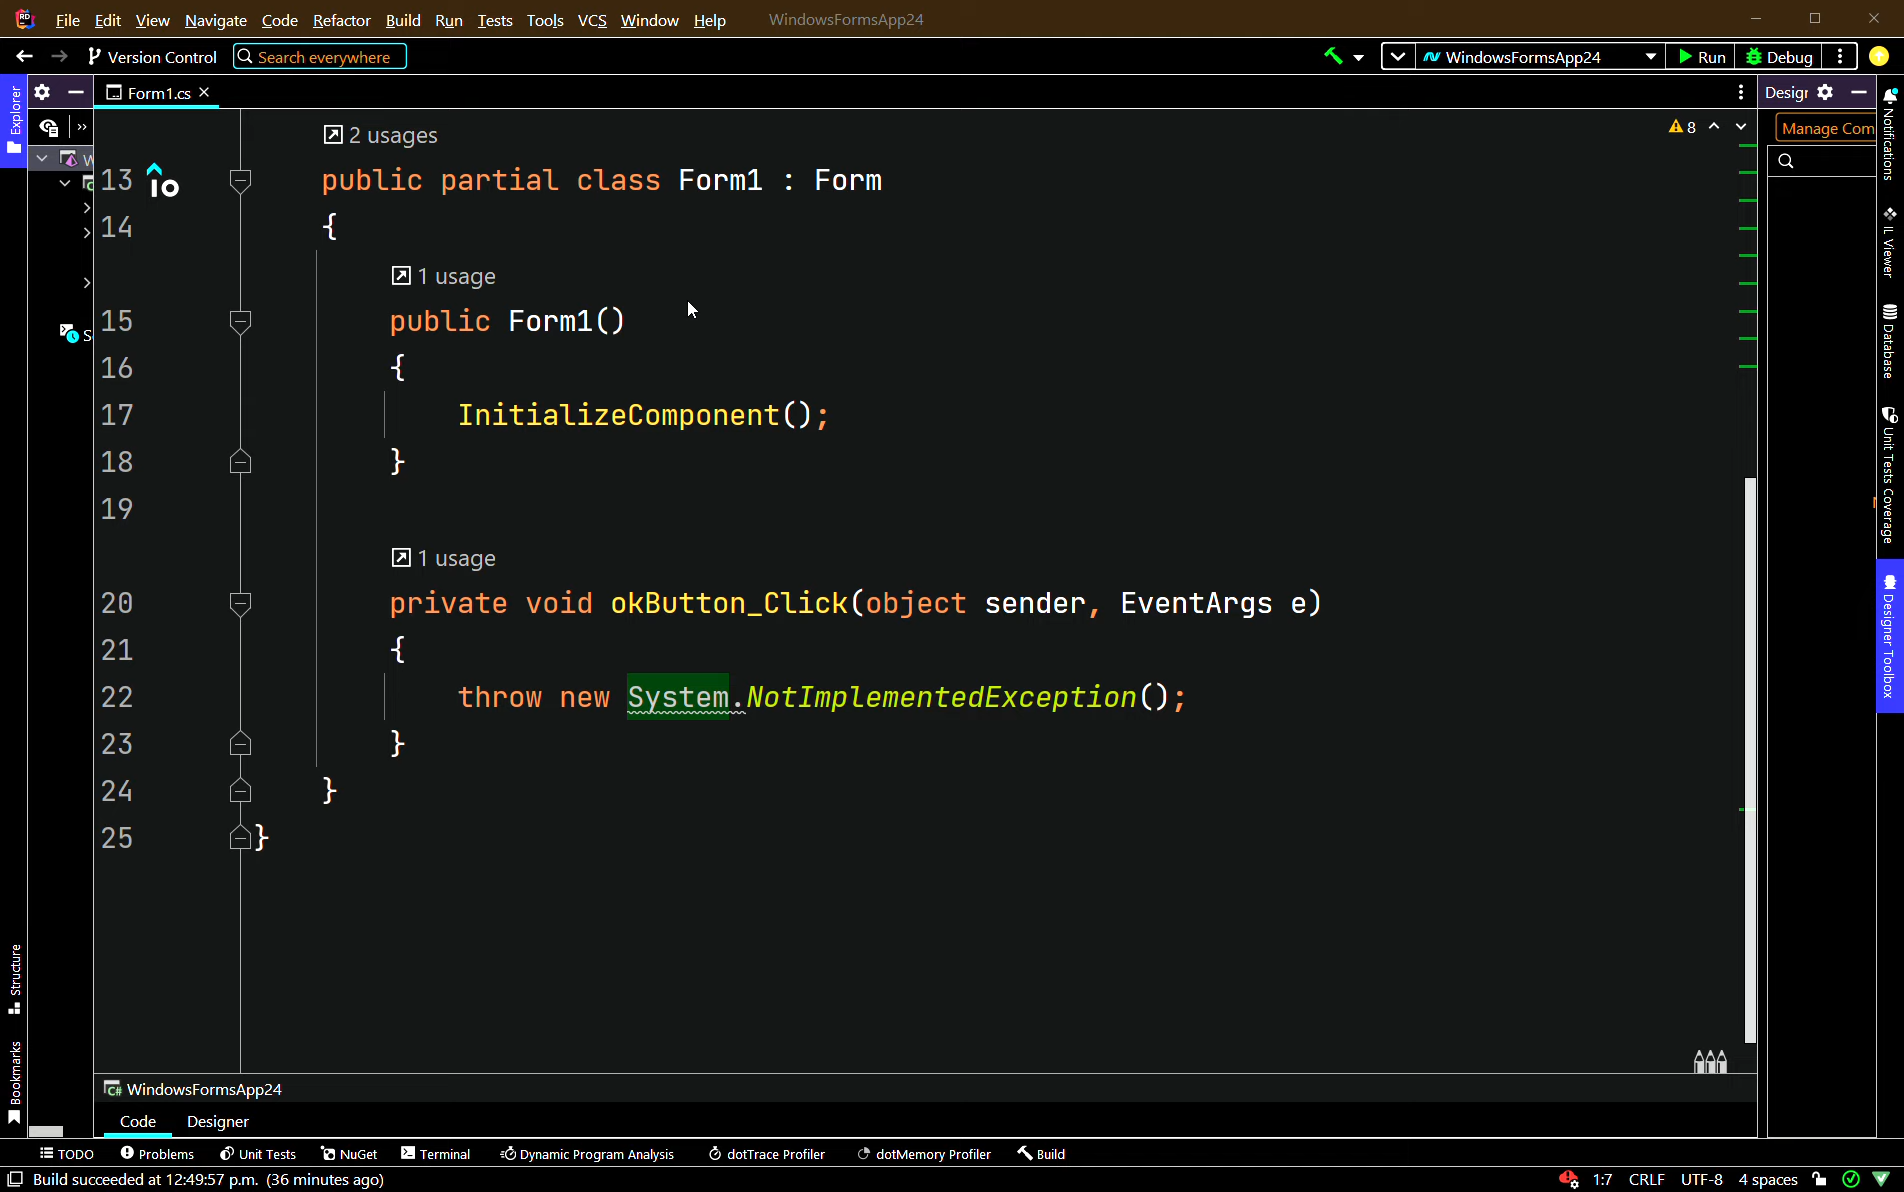 File Edit View Navigate Code Refactor Build Run Tests Tools VCS Window Help WindowsFormsApp24
Version Control Search everywhere WindowsFormsApp24 Run Debug
Explorer
Form1.cs
Design
Manage Com
8
2 usages
13 public partial class Form1 : Form
14 {
1 usage
15 public Form1()
16 {
17 InitializeComponent();
18 }
19
1 usage
20 private void okButton_Click(object sender, EventArgs e)
21 {
22 throw new System.NotImplementedException();
23 }
24 }
25 }
Structure
Bookmarks
Notifications
IL Viewer
Database
Unit Tests Coverage
Designer Toolbox
C# WindowsFormsApp24
Code Designer
TODO Problems Unit Tests NuGet Terminal Dynamic Program Analysis dotTrace Profiler dotMemory Profiler Build
Build succeeded at 12:49:57 p.m. (36 minutes ago) 1:7 CRLF UTF-8 4 spaces